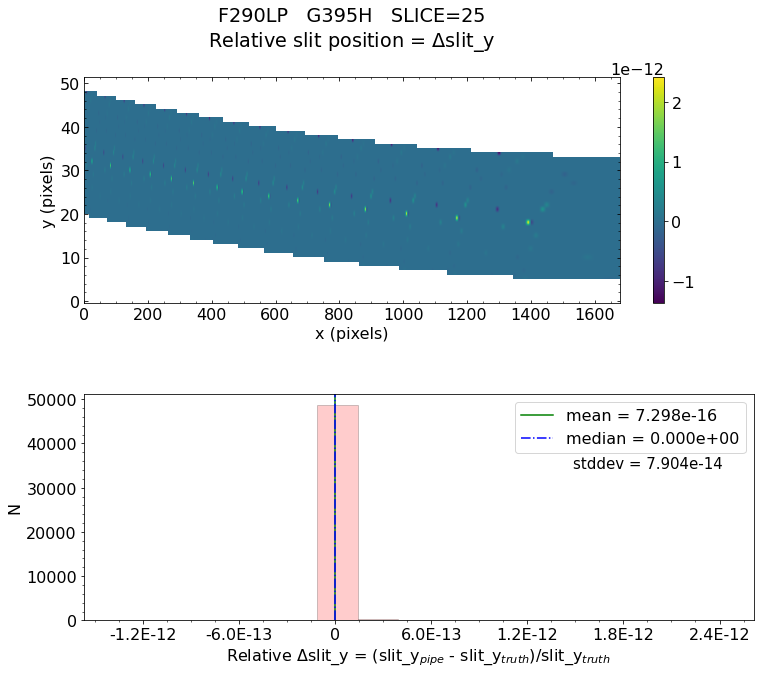 F290LP G395H SLICE=25
Relative slit position = Δslit_y
1e−12
50
40
30
20
10
0
y (pixels)
0 200 400 600 800 1000 1200 1400 1600
x (pixels)
2
1
0
−1
50000
40000
30000
20000
10000
0
N
mean = 7.298e-16
median = 0.000e+00
stddev = 7.904e-14
-1.2E-12 -6.0E-13 0 6.0E-13 1.2E-12 1.8E-12 2.4E-12
Relative Δslit_y = (slit_y_pipe - slit_y_truth)/slit_y_truth